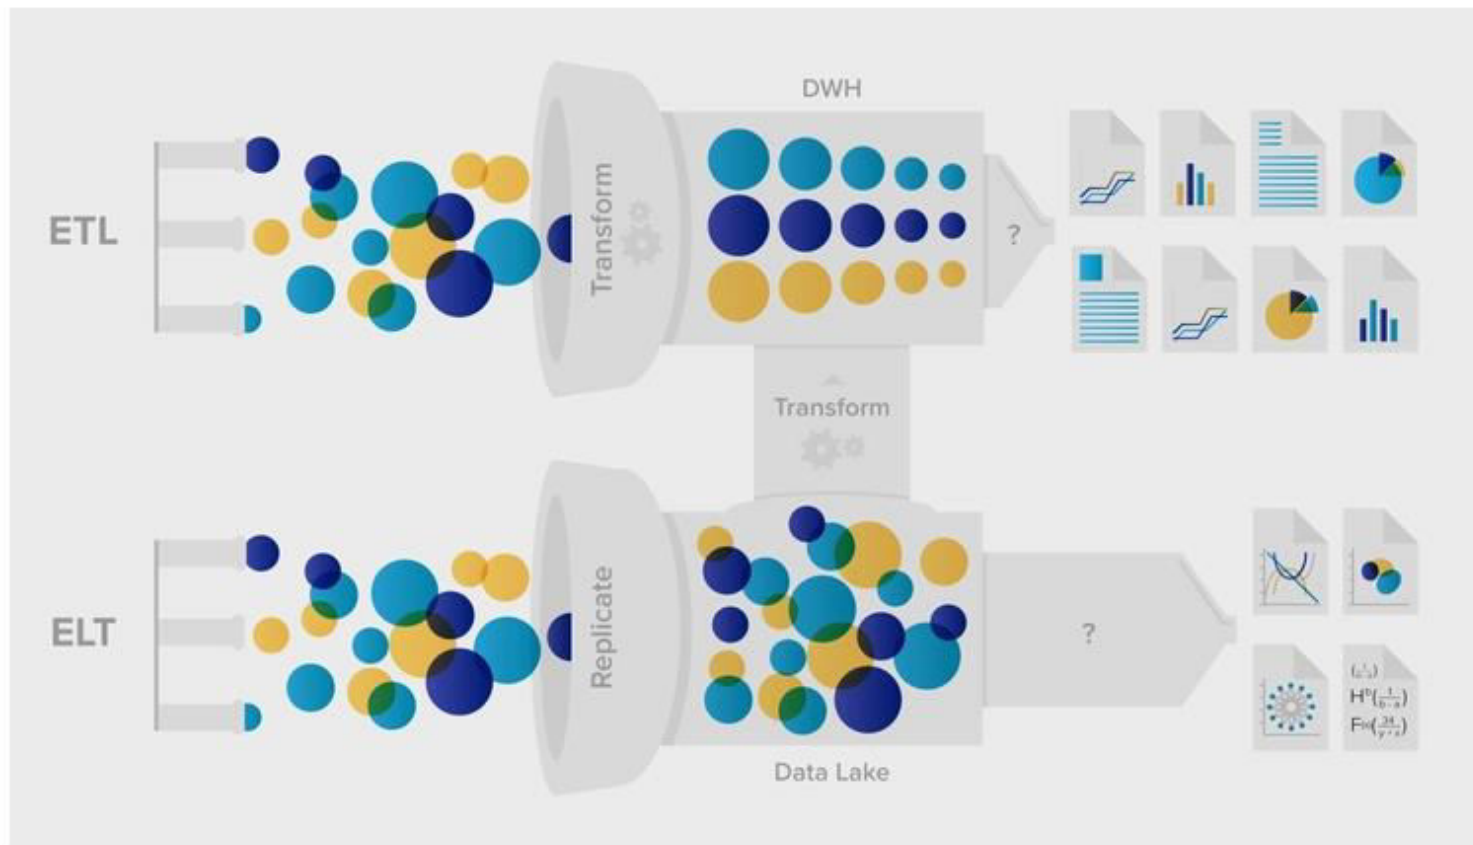 DWH
ETL
Transform
?
Transform
ELT
Replicate
?
Data Lake